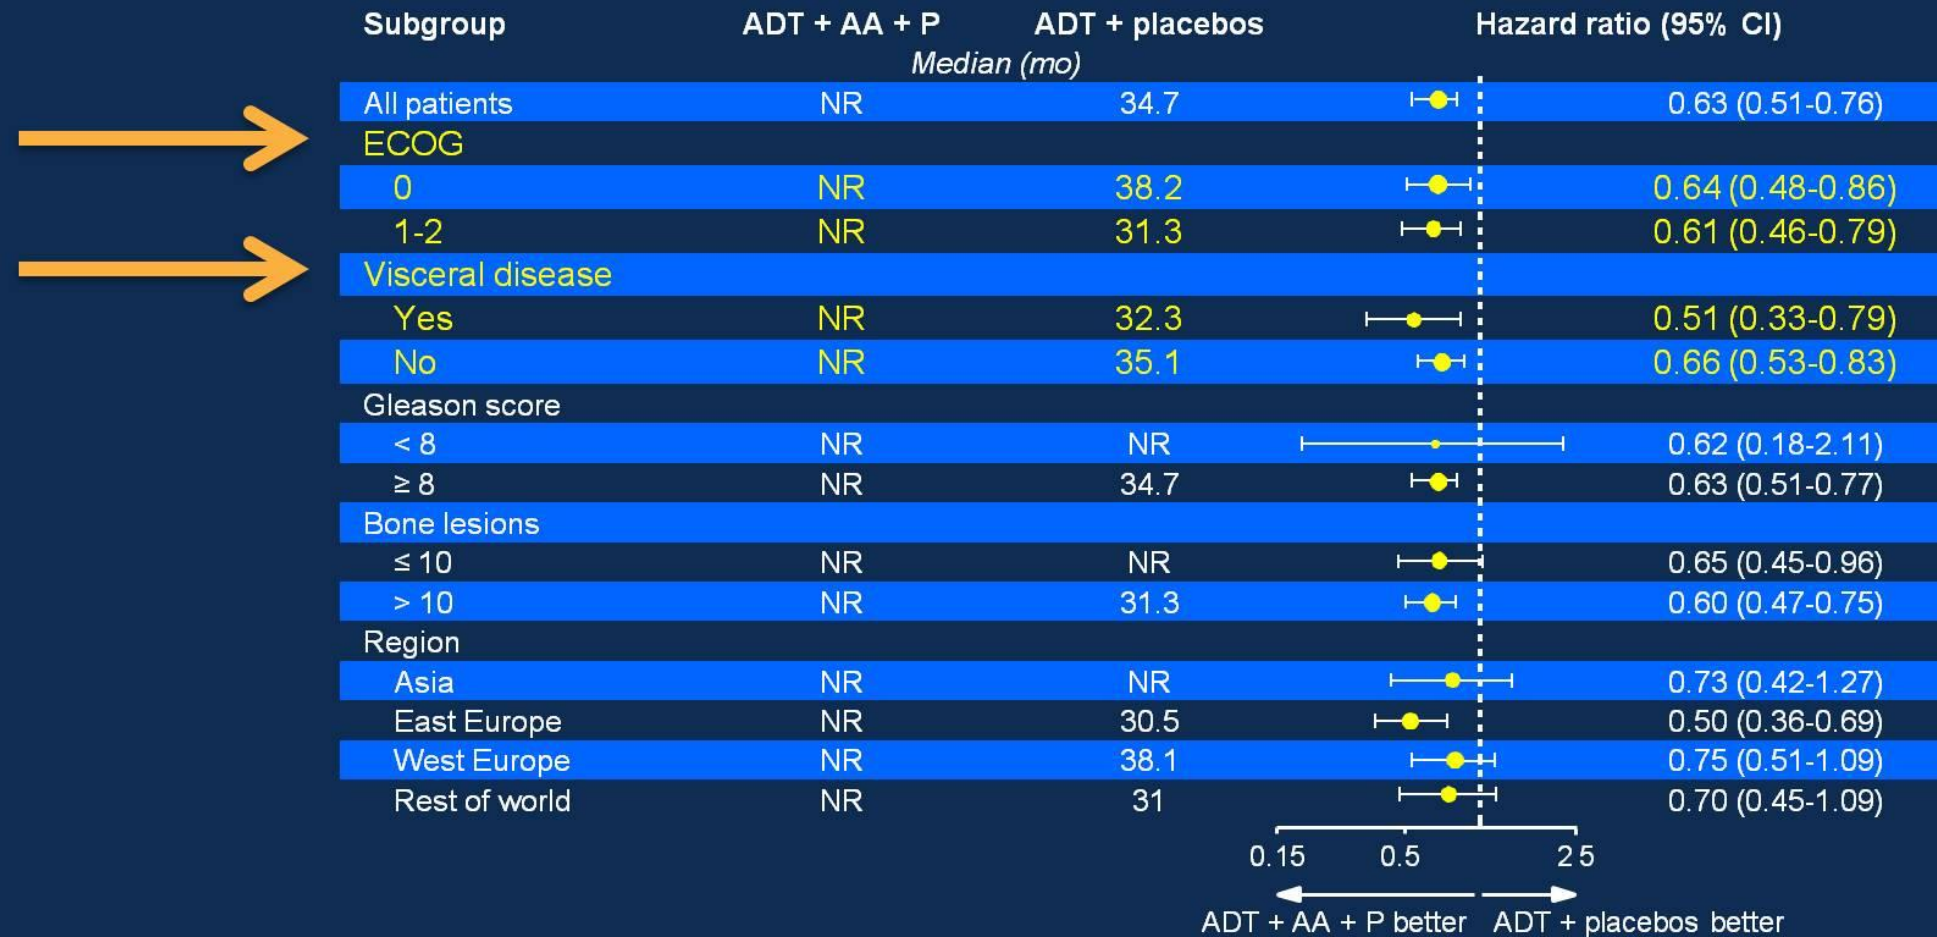 Subgroup ADT + AA + P ADT + placebos Hazard ratio (95% CI)
Median (mo)
All patients NR 34.7 0.63 (0.51-0.76)
ECOG
0 NR 38.2 0.64 (0.48-0.86)
1-2 NR 31.3 0.61 (0.46-0.79)
Visceral disease
Yes NR 32.3 0.51 (0.33-0.79)
No NR 35.1 0.66 (0.53-0.83)
Gleason score
< 8 NR NR 0.62 (0.18-2.11)
≥ 8 NR 34.7 0.63 (0.51-0.77)
Bone lesions
≤ 10 NR NR 0.65 (0.45-0.96)
> 10 NR 31.3 0.60 (0.47-0.75)
Region
Asia NR NR 0.73 (0.42-1.27)
East Europe NR 30.5 0.50 (0.36-0.69)
West Europe NR 38.1 0.75 (0.51-1.09)
Rest of world NR 31 0.70 (0.45-1.09)
0.15 0.5 2 5
ADT + AA + P better ADT + placebos better